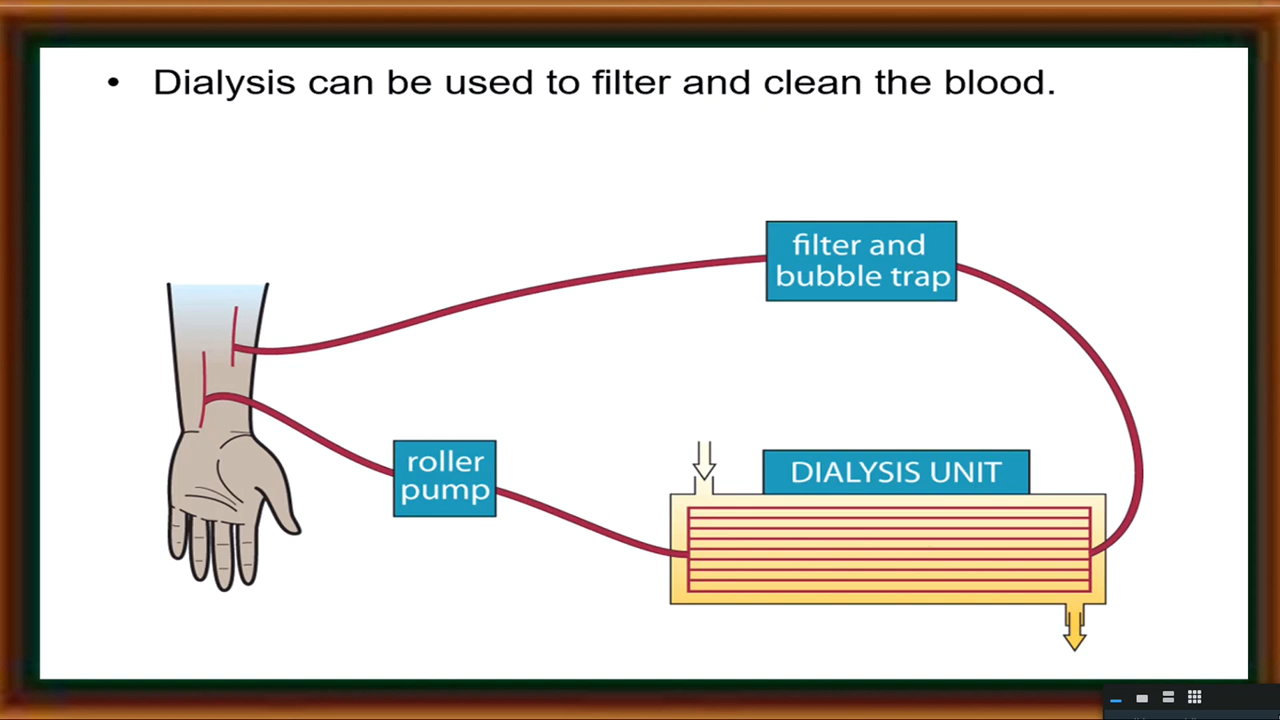 • Dialysis can be used to filter and clean the blood.
filter and
bubble trap
roller
pump
DIALYSIS UNIT